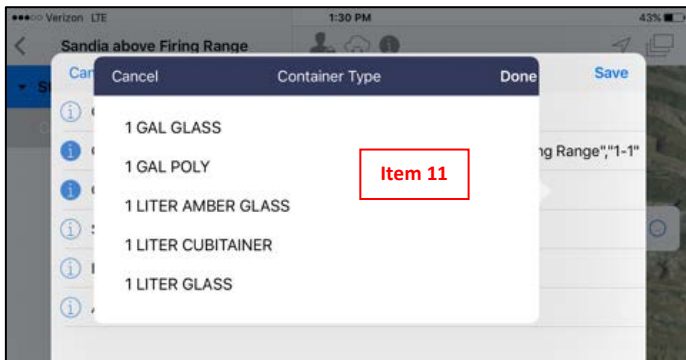 Verizon LTE 1:30 PM 43%
Sandia above Firing Range
Cancel Container Type Done Save
1 GAL GLASS
ng Range","1-1"
1 GAL POLY
Item 11
1 LITER AMBER GLASS
1 LITER CUBITAINER
1 LITER GLASS